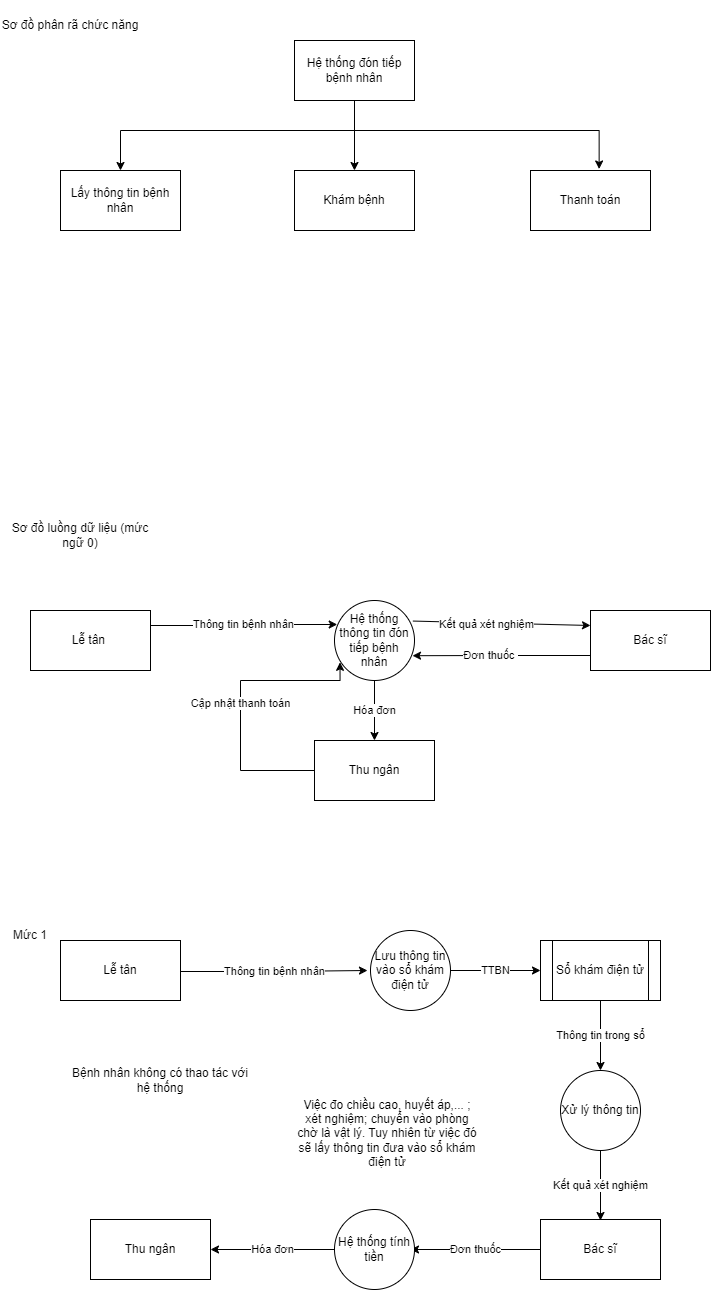 Sơ đồ phân rã chức năng
Hệ thống đón tiếp
bệnh nhân
Lấy thông tin bệnh
nhân
Khám bệnh
Thanh toán
Sơ đồ luồng dữ liệu (mức
ngữ 0)
Lễ tân
Thông tin bệnh nhân
Hệ thống
thông tin đón
tiếp bệnh
nhân
Kết quả xét nghiệm
Đơn thuốc
Bác sĩ
Cập nhật thanh toán
Hóa đơn
Thu ngân
Mức 1
Lễ tân
Thông tin bệnh nhân
Lưu thông tin
vào sổ khám
điện tử
TTBN
Sổ khám điện tử
Thông tin trong sổ
Bệnh nhân không có thao tác với
hệ thống
Việc đo chiều cao, huyết áp,... ;
xét nghiệm; chuyển vào phòng
chờ là vật lý. Tuy nhiên từ việc đó
sẽ lấy thông tin đưa vào sổ khám
điện tử
Xử lý thông tin
Kết quả xét nghiệm
Thu ngân
Hóa đơn
Hệ thống tính
tiền
Đơn thuốc
Bác sĩ